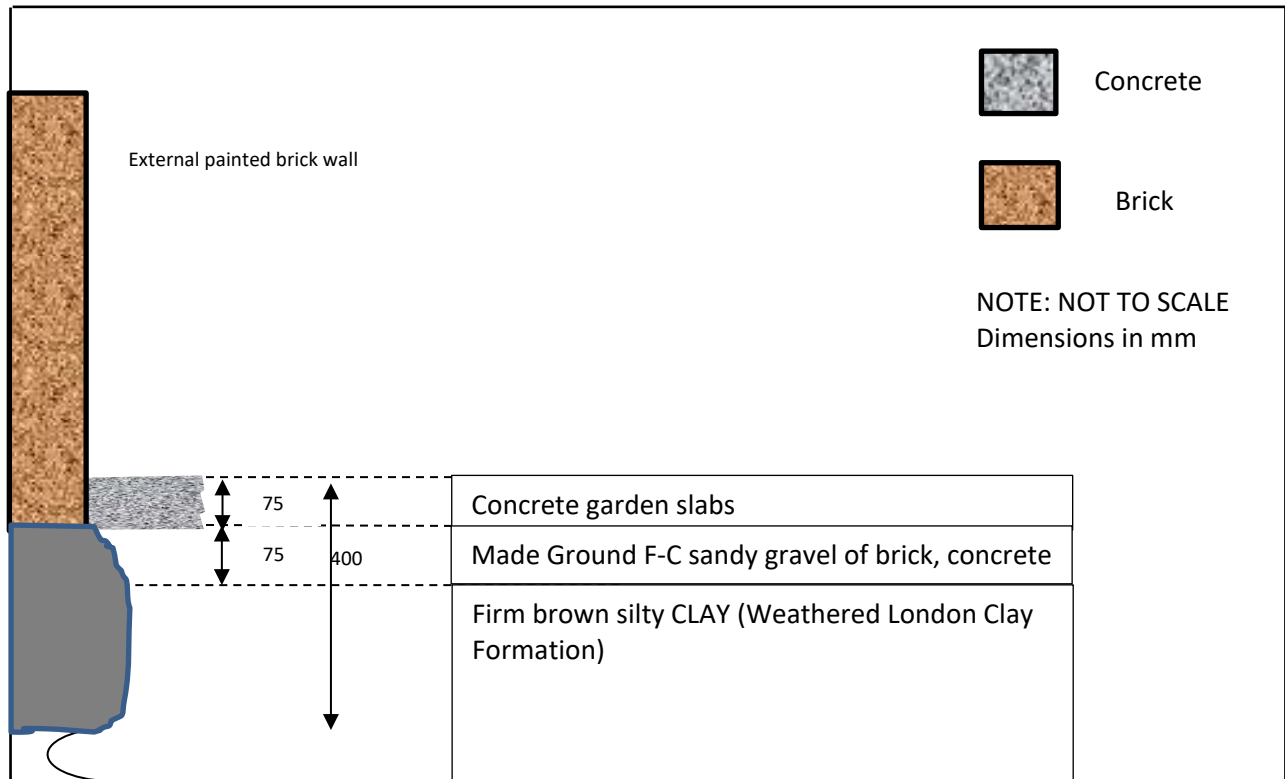 Concrete
External painted brick wall
Brick
NOTE: NOT TO SCALE
Dimensions in mm
75
Concrete garden slabs
75
400
Made Ground F-C sandy gravel of brick, concrete
Firm brown silty CLAY (Weathered London Clay
Formation)